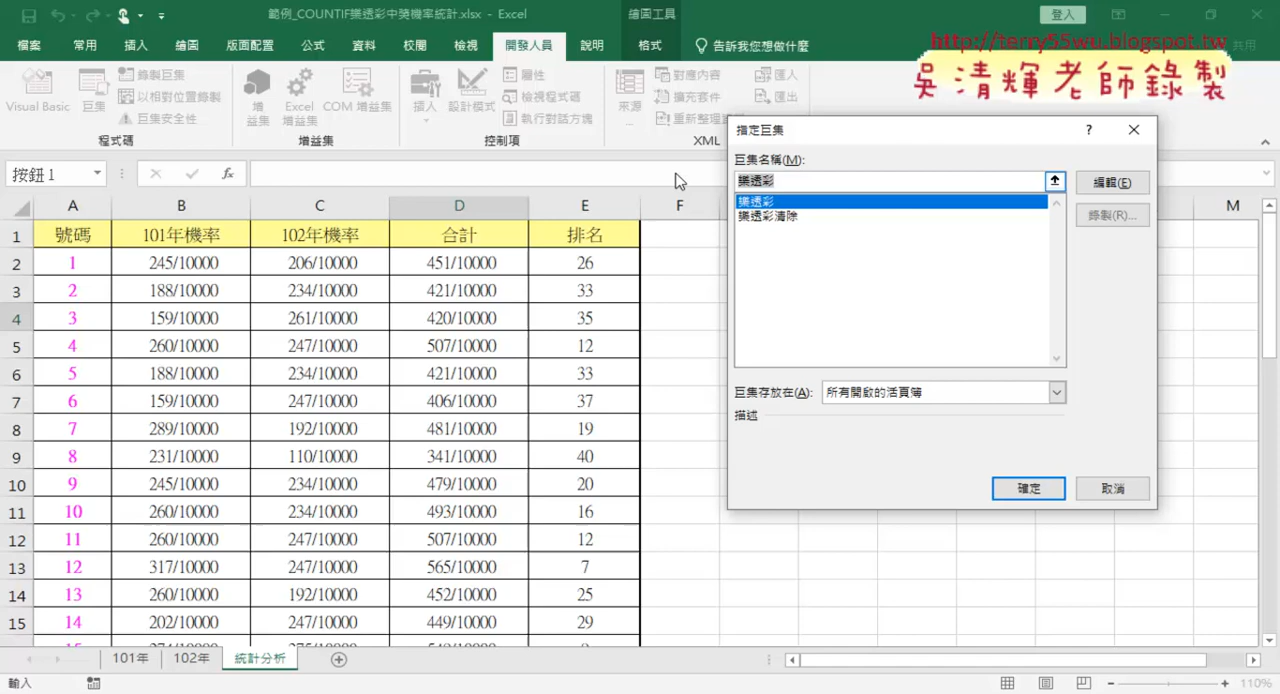 範例_COUNTIF樂透彩中獎機率統計.xlsx - Excel
繪圖工具
登入
檔案 常用 插入 繪圖 版面配置 公式 資料 校閱 檢視 開發人員 說明 格式 告訴我您想做什麼 共用
http://terry55wu.blogspot.tw
吳清輝老師錄製
Visual Basic 巨集 錄製巨集 以相對位置錄製 巨集安全性 程式碼
增益集 Excel 增益集 COM 增益集 增益集
插入 設計模式 屬性 檢視程式碼 執行對話方塊 控制項
來源 對應內容 擴充套件 重新整理 匯入 匯出 XML
按鈕 1 fx
A B C D E F M
1 號碼 101年機率 102年機率 合計 排名
2 1 245/10000 206/10000 451/10000 26
3 2 188/10000 234/10000 421/10000 33
4 3 159/10000 261/10000 420/10000 35
5 4 260/10000 247/10000 507/10000 12
6 5 188/10000 234/10000 421/10000 33
7 6 159/10000 247/10000 406/10000 37
8 7 289/10000 192/10000 481/10000 19
9 8 231/10000 110/10000 341/10000 40
10 9 245/10000 234/10000 479/10000 20
11 10 260/10000 234/10000 493/10000 16
12 11 260/10000 247/10000 507/10000 12
13 12 317/10000 247/10000 565/10000 7
14 13 260/10000 192/10000 452/10000 25
15 14 202/10000 247/10000 449/10000 29
指定巨集 ?
巨集名稱(M):
樂透彩 編輯(E)
樂透彩
樂透彩清除 錄製(R)...
巨集存放在(A): 所有開啟的活頁簿
描述
確定 取消
101年 102年 統計分析
輸入 110%